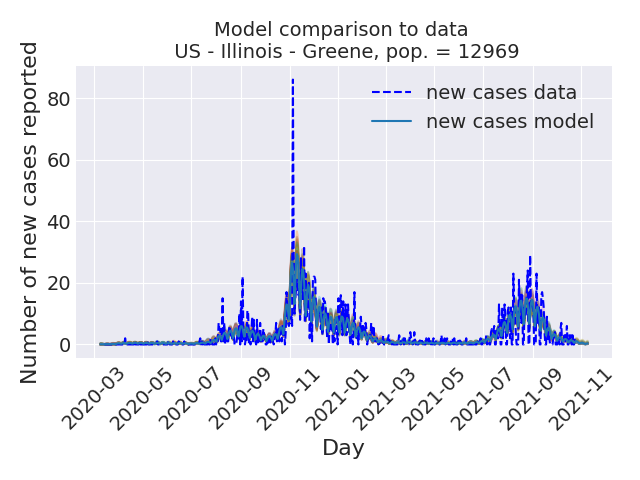 Model comparison to data
US - Illinois - Greene, pop. = 12969
Number of new cases reported
80
60
40
20
0
new cases data
new cases model
2020-03
2020-05
2020-07
2020-09
2020-11
2021-01
2021-03
2021-05
2021-07
2021-09
2021-11
Day